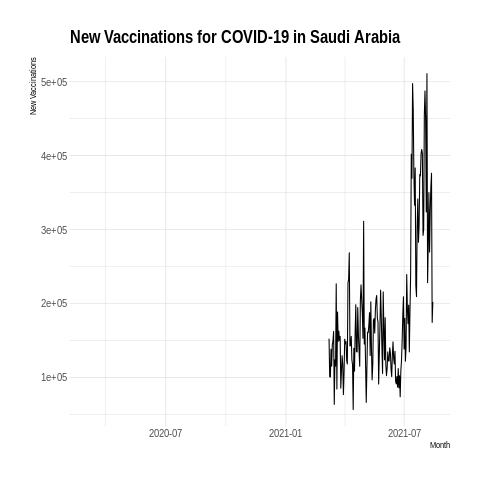 New Vaccinations for COVID-19 in Saudi Arabia
New Vaccinations
5e+05
4e+05
3e+05
2e+05
1e+05
2020-07
2021-01
2021-07
Month